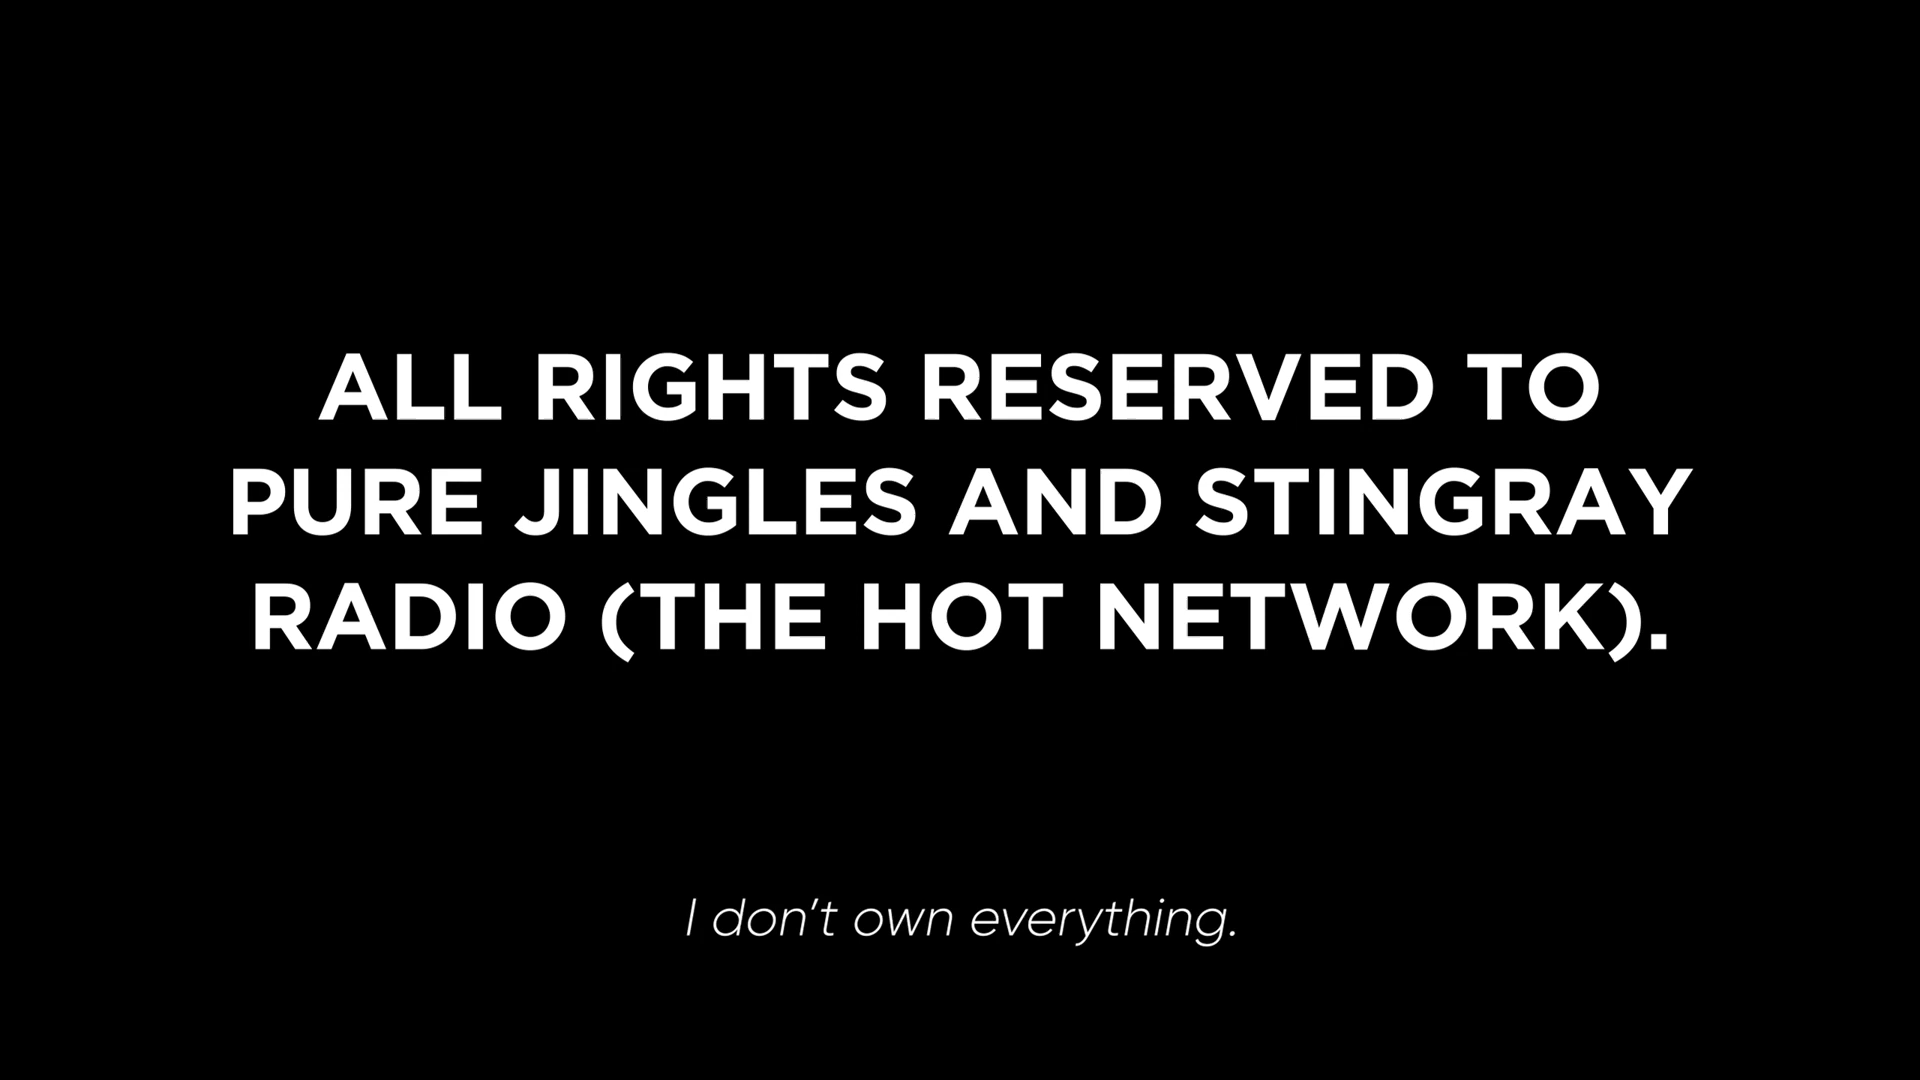 ALL RIGHTS RESERVED TO
PURE JINGLES AND STINGRAY
RADIO (THE HOT NETWORK).
I don't own everything.